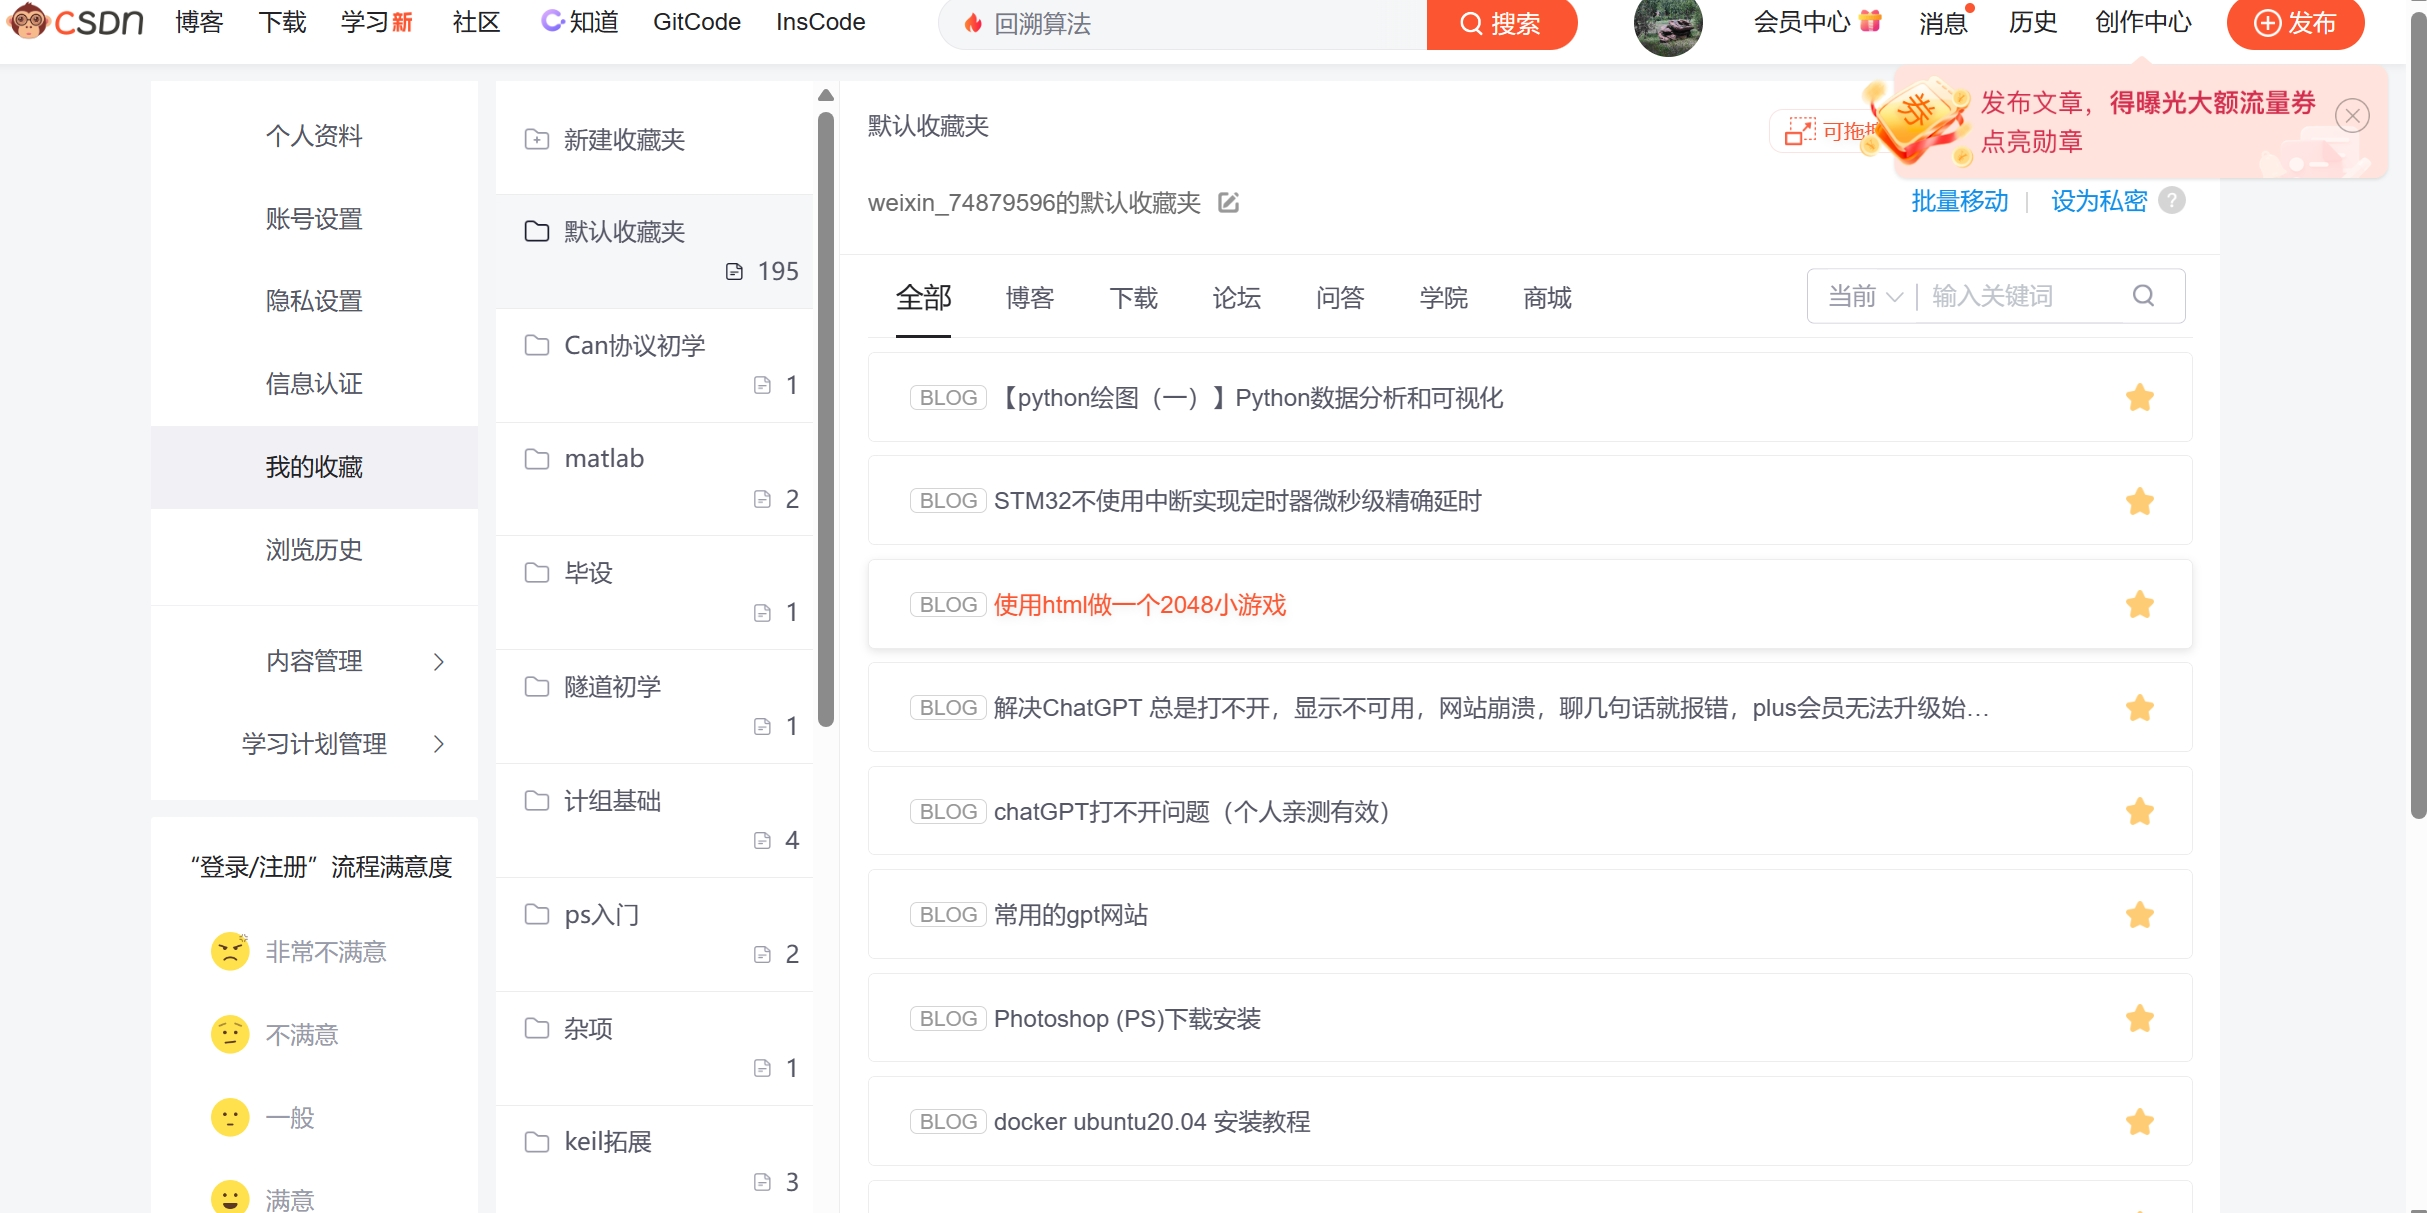 CSDN 博客 下载 学习新 社区 知道 GitCode InsCode 回溯算法 搜索 会员中心 消息 历史 创作中心 发布
发布文章，得曝光大额流量券
点亮勋章
个人资料
账号设置
隐私设置
信息认证
我的收藏
浏览历史
内容管理
学习计划管理
“登录/注册”流程满意度
非常不满意
不满意
一般
满意
新建收藏夹
默认收藏夹
195
Can协议初学
1
matlab
2
毕设
1
隧道初学
1
计组基础
4
ps入门
2
杂项
1
keil拓展
3
默认收藏夹
可拖
weixin_74879596的默认收藏夹
批量移动 | 设为私密 ?
全部 博客 下载 论坛 问答 学院 商城
当前 | 输入关键词
BLOG 【python绘图（一）】Python数据分析和可视化
BLOG STM32不使用中断实现定时器微秒级精确延时
BLOG 使用html做一个2048小游戏
BLOG 解决ChatGPT 总是打不开，显示不可用，网站崩溃，聊几句话就报错，plus会员无法升级始…
BLOG chatGPT打不开问题（个人亲测有效）
BLOG 常用的gpt网站
BLOG Photoshop (PS)下载安装
BLOG docker ubuntu20.04 安装教程